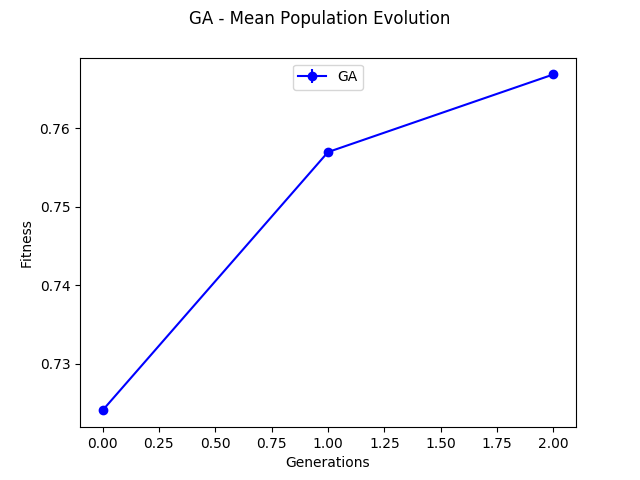 GA - Mean Population Evolution
GA
Fitness
0.76
0.75
0.74
0.73
0.00 0.25 0.50 0.75 1.00 1.25 1.50 1.75 2.00
Generations